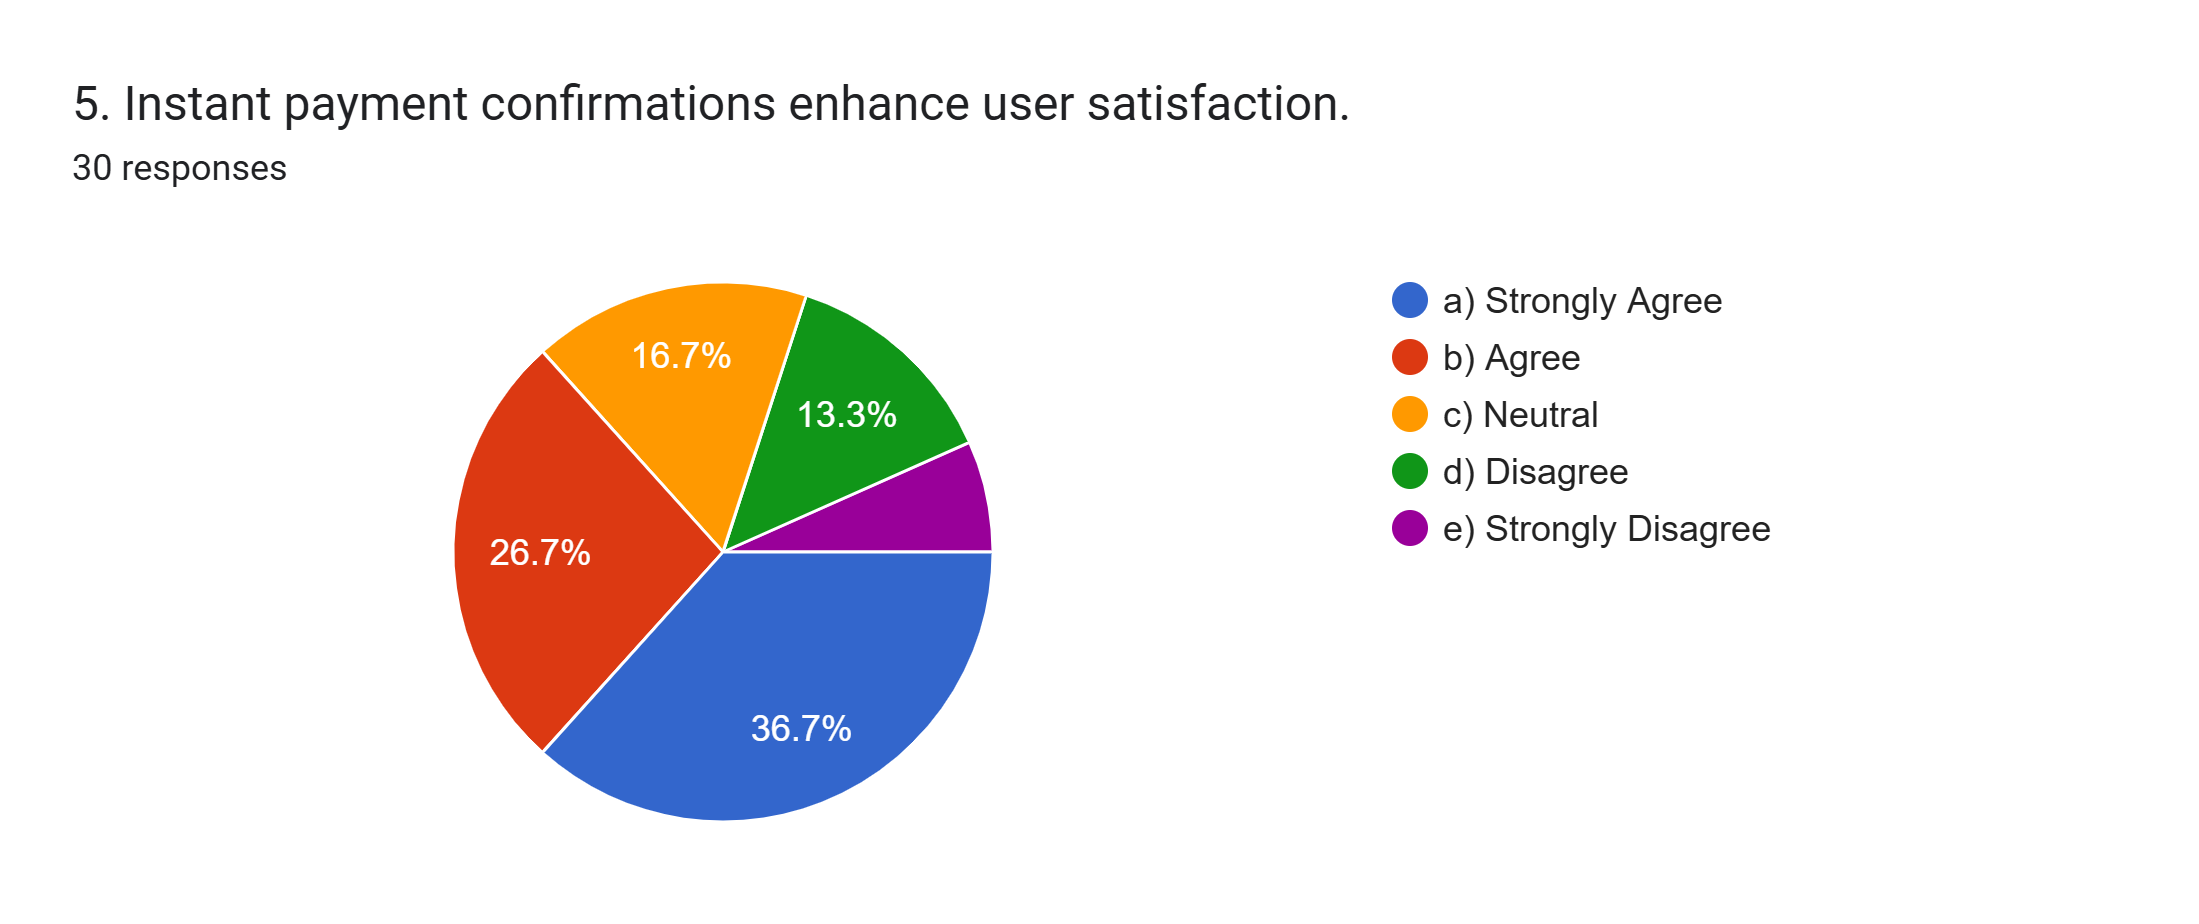 5. Instant payment confirmations enhance user satisfaction.
30 responses
16.7%
13.3%
26.7%
36.7%
a) Strongly Agree
b) Agree
c) Neutral
d) Disagree
e) Strongly Disagree